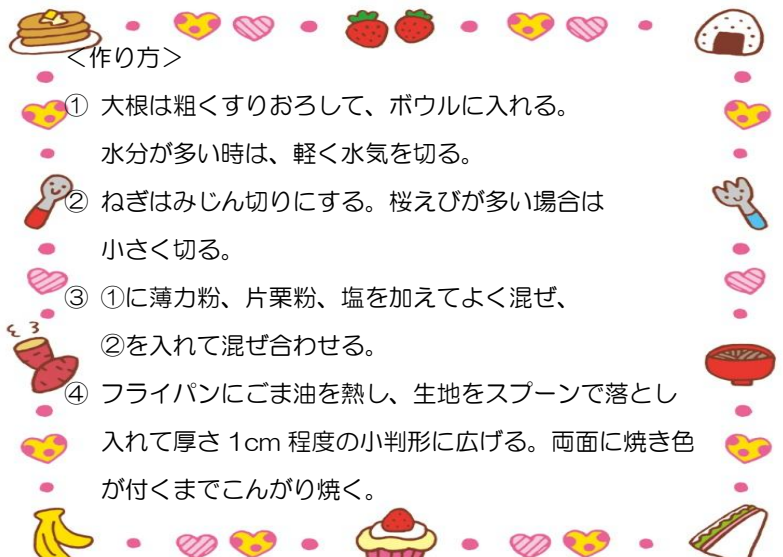 ＜作り方＞
① 大根は粗くすりおろして、ボウルに入れる。
水分が多い時は、軽く水気を切る。
② ねぎはみじん切りにする。桜えびが多い場合は
小さく切る。
③ ①に薄力粉、片栗粉、塩を加えてよく混ぜ、
②を入れて混ぜ合わせる。
④ フライパンにごま油を熱し、生地をスプーンで落とし
入れて厚さ 1cm 程度の小判形に広げる。両面に焼き色
が付くまでこんがり焼く。